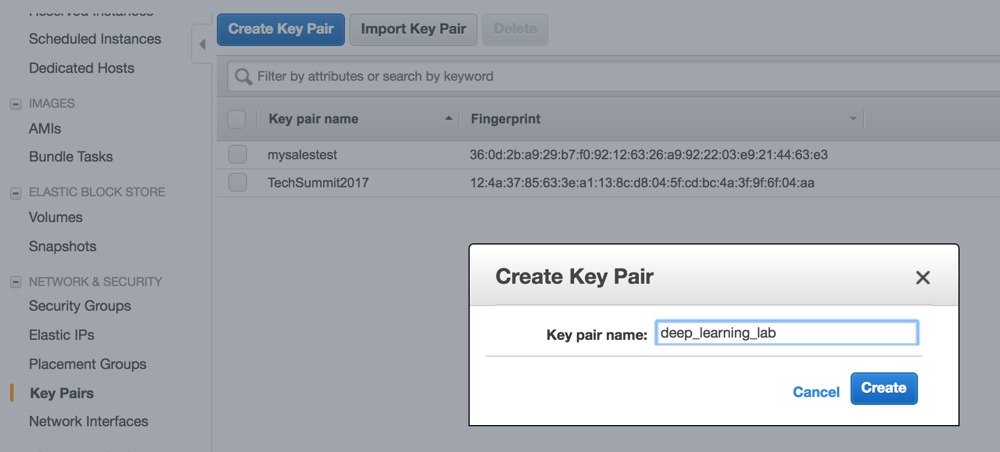 Reserved Instances
Scheduled Instances
Dedicated Hosts
IMAGES
AMIs
Bundle Tasks
ELASTIC BLOCK STORE
Volumes
Snapshots
NETWORK & SECURITY
Security Groups
Elastic IPs
Placement Groups
Key Pairs
Network Interfaces
Create Key Pair Import Key Pair Delete
Filter by attributes or search by keyword
Key pair name Fingerprint
mysalestest 36:0d:2b:a9:29:b7:f0:92:12:63:26:a9:92:22:03:e9:21:44:63:e3
TechSummit2017 12:4a:37:85:63:3e:a1:13:8c:d8:04:5f:cd:bc:4a:3f:9f:6f:04:aa
Create Key Pair
Key pair name: deep_learning_lab
Cancel Create